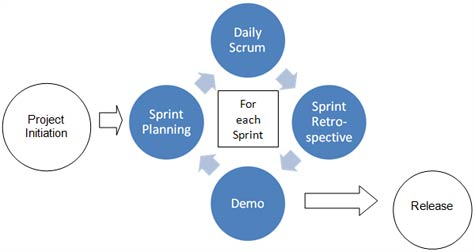 Daily
Scrum
Project
Initiation
Sprint
Planning
For
each
Sprint
Sprint
Retro-
spective
Demo
Release